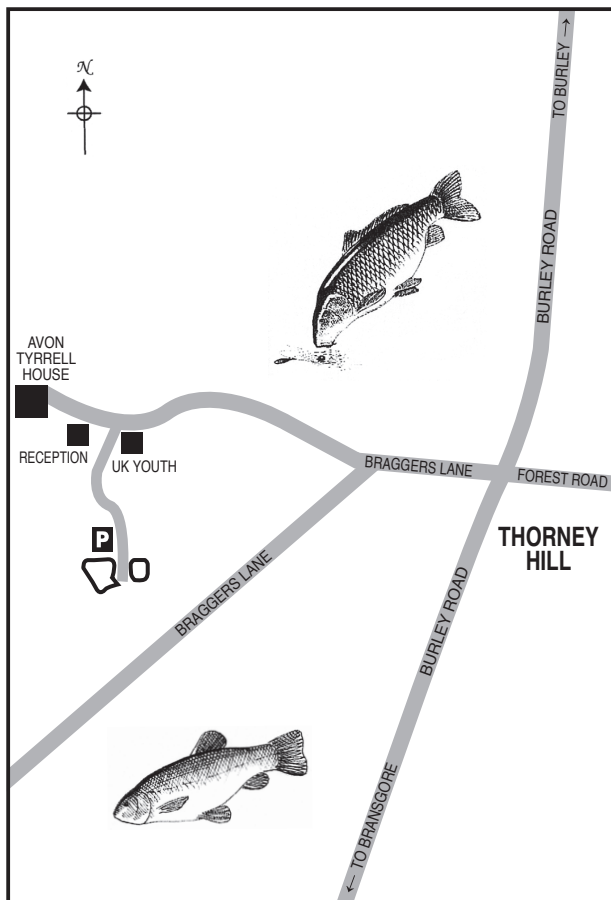 N
TO BURLEY →
BURLEY ROAD
AVON
TYRRELL
HOUSE
RECEPTION
UK YOUTH
BRAGGERS LANE
FOREST ROAD
THORNEY
HILL
P
BRAGGERS LANE
BURLEY ROAD
← TO BRANSGORE